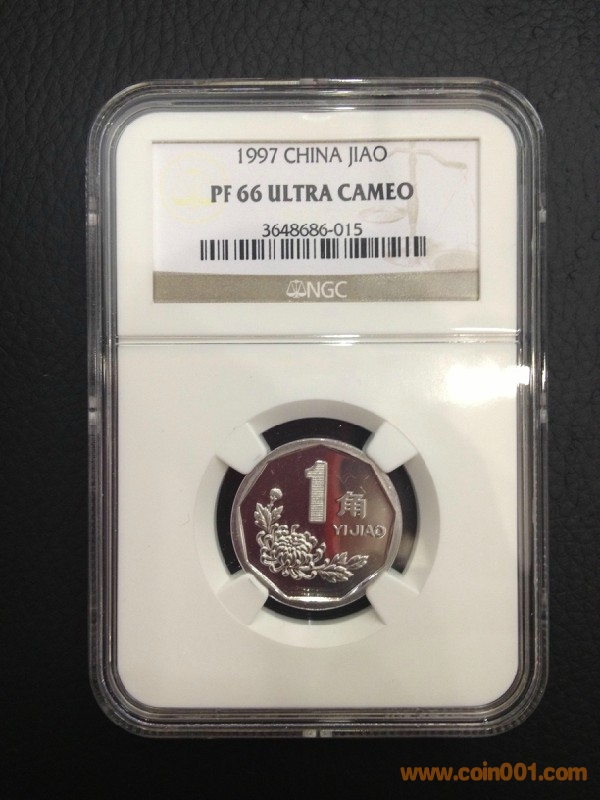 1997 CHINA JIAO
PF 66 ULTRA CAMEO
3648686-015
NGC
1角
YI JIAO
www.coin001.com